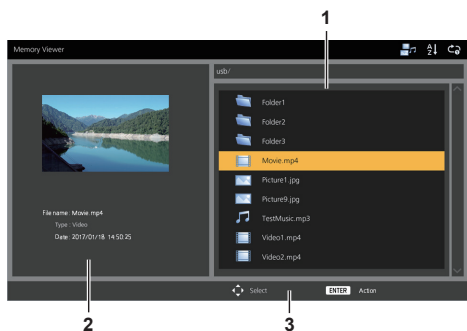 1
Memory Viewer
usb/
Folder1
Folder2
Folder3
Movie.mp4
Picture1.jpg
Picture9.jpg
TestMusic.mp3
Video1.mp4
Video2.mp4
File name : Movie.mp4
Type : Video
Date : 2017/01/18 14:50:25
Select
ENTER Action
2
3